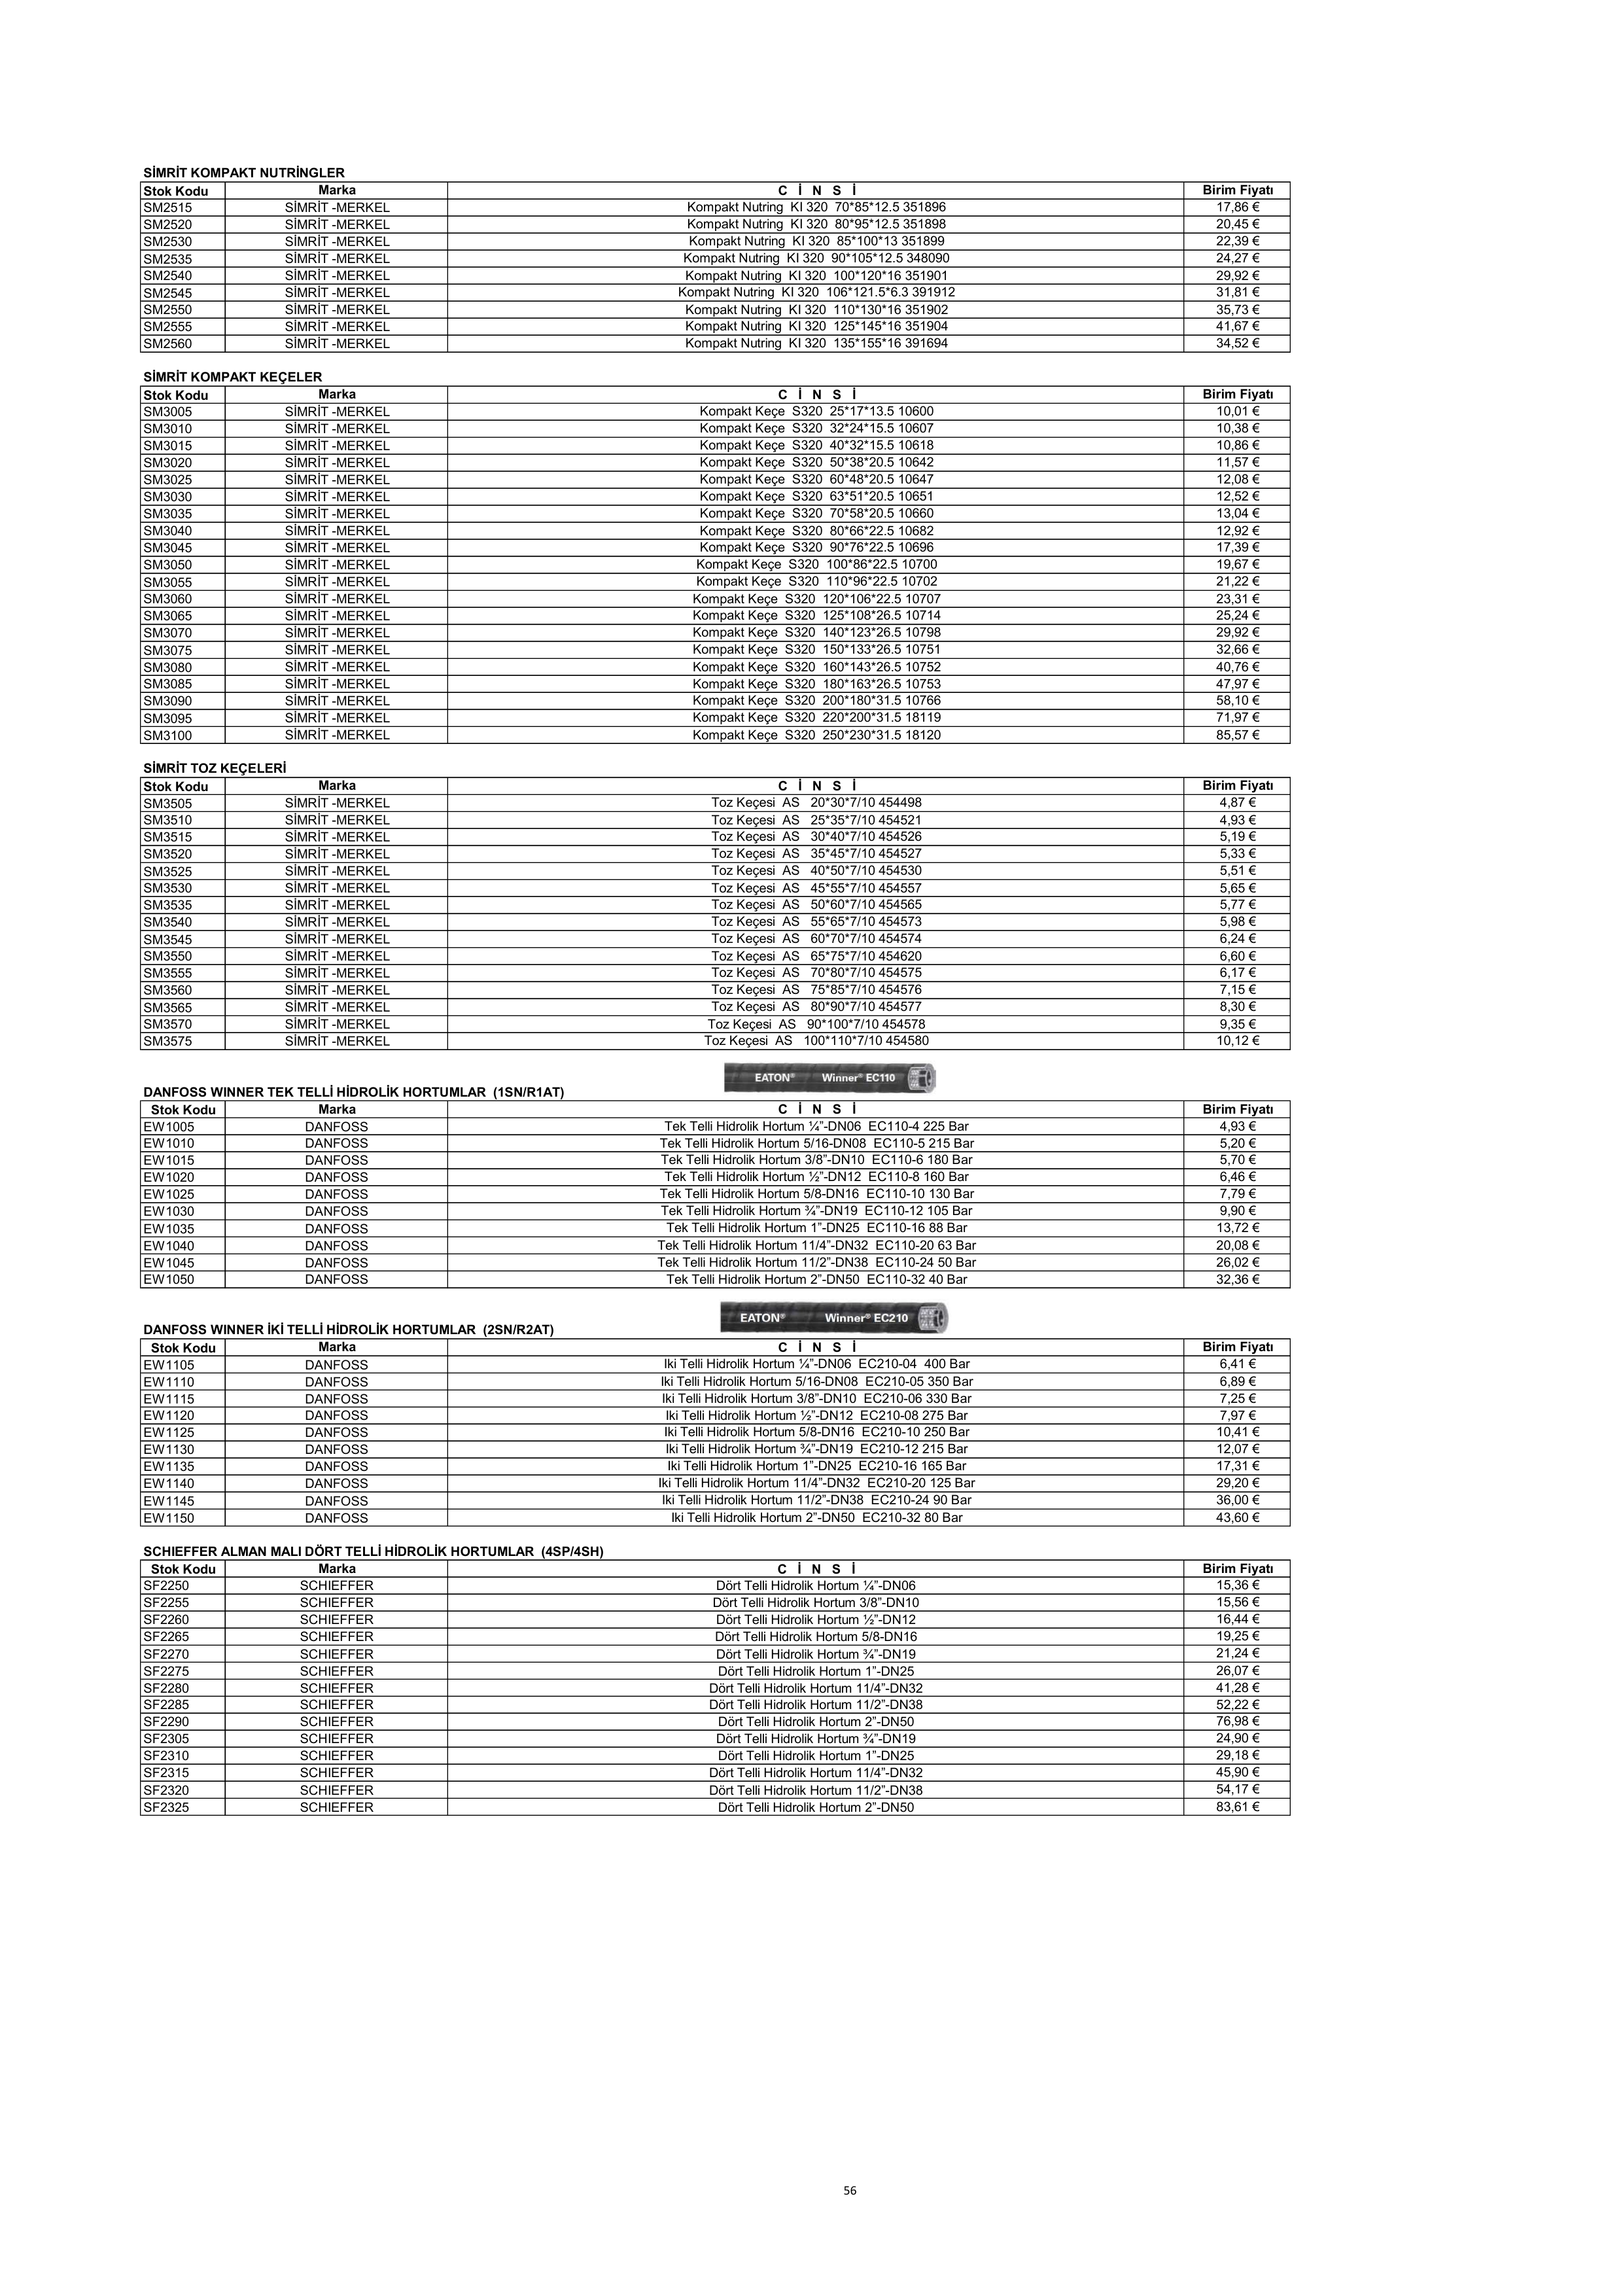 SİMRİT KOMPAKT NUTRİNGLER
Stok Kodu Marka C İ N S İ Birim Fiyatı
SM2515 SİMRİT -MERKEL Kompakt Nutring KI 320 70*85*12.5 351896 17,86 €
SM2520 SİMRİT -MERKEL Kompakt Nutring KI 320 80*95*12.5 351898 20,45 €
SM2530 SİMRİT -MERKEL Kompakt Nutring KI 320 85*100*13 351899 22,39 €
SM2535 SİMRİT -MERKEL Kompakt Nutring KI 320 90*105*12.5 348090 24,27 €
SM2540 SİMRİT -MERKEL Kompakt Nutring KI 320 100*120*16 351901 29,92 €
SM2545 SİMRİT -MERKEL Kompakt Nutring KI 320 106*121.5*6.3 391912 31,81 €
SM2550 SİMRİT -MERKEL Kompakt Nutring KI 320 110*130*16 351902 35,73 €
SM2555 SİMRİT -MERKEL Kompakt Nutring KI 320 125*145*16 351904 41,67 €
SM2560 SİMRİT -MERKEL Kompakt Nutring KI 320 135*155*16 391694 34,52 €
SİMRİT KOMPAKT KEÇELER
Stok Kodu Marka C İ N S İ Birim Fiyatı
SM3005 SİMRİT -MERKEL Kompakt Keçe S320 25*17*13.5 10600 10,01 €
SM3010 SİMRİT -MERKEL Kompakt Keçe S320 32*24*15.5 10607 10,38 €
SM3015 SİMRİT -MERKEL Kompakt Keçe S320 40*32*15.5 10618 10,86 €
SM3020 SİMRİT -MERKEL Kompakt Keçe S320 50*38*20.5 10642 11,57 €
SM3025 SİMRİT -MERKEL Kompakt Keçe S320 60*48*20.5 10647 12,08 €
SM3030 SİMRİT -MERKEL Kompakt Keçe S320 63*51*20.5 10651 12,52 €
SM3035 SİMRİT -MERKEL Kompakt Keçe S320 70*58*20.5 10660 13,04 €
SM3040 SİMRİT -MERKEL Kompakt Keçe S320 80*66*22.5 10682 12,92 €
SM3045 SİMRİT -MERKEL Kompakt Keçe S320 90*76*22.5 10696 17,39 €
SM3050 SİMRİT -MERKEL Kompakt Keçe S320 100*86*22.5 10700 19,67 €
SM3055 SİMRİT -MERKEL Kompakt Keçe S320 110*96*22.5 10702 21,22 €
SM3060 SİMRİT -MERKEL Kompakt Keçe S320 120*106*22.5 10707 23,31 €
SM3065 SİMRİT -MERKEL Kompakt Keçe S320 125*108*26.5 10714 25,24 €
SM3070 SİMRİT -MERKEL Kompakt Keçe S320 140*123*26.5 10798 29,92 €
SM3075 SİMRİT -MERKEL Kompakt Keçe S320 150*133*26.5 10751 32,66 €
SM3080 SİMRİT -MERKEL Kompakt Keçe S320 160*143*26.5 10752 40,76 €
SM3085 SİMRİT -MERKEL Kompakt Keçe S320 180*163*26.5 10753 47,97 €
SM3090 SİMRİT -MERKEL Kompakt Keçe S320 200*180*31.5 10766 58,10 €
SM3095 SİMRİT -MERKEL Kompakt Keçe S320 220*200*31.5 18119 71,97 €
SM3100 SİMRİT -MERKEL Kompakt Keçe S320 250*230*31.5 18120 85,57 €
SİMRİT TOZ KEÇELERİ
Stok Kodu Marka C İ N S İ Birim Fiyatı
SM3505 SİMRİT -MERKEL Toz Keçesi AS 20*30*7/10 454498 4,87 €
SM3510 SİMRİT -MERKEL Toz Keçesi AS 25*35*7/10 454521 4,93 €
SM3515 SİMRİT -MERKEL Toz Keçesi AS 30*40*7/10 454526 5,19 €
SM3520 SİMRİT -MERKEL Toz Keçesi AS 35*45*7/10 454527 5,33 €
SM3525 SİMRİT -MERKEL Toz Keçesi AS 40*50*7/10 454530 5,51 €
SM3530 SİMRİT -MERKEL Toz Keçesi AS 45*55*7/10 454557 5,65 €
SM3535 SİMRİT -MERKEL Toz Keçesi AS 50*60*7/10 454565 5,77 €
SM3540 SİMRİT -MERKEL Toz Keçesi AS 55*65*7/10 454573 5,98 €
SM3545 SİMRİT -MERKEL Toz Keçesi AS 60*70*7/10 454574 6,24 €
SM3550 SİMRİT -MERKEL Toz Keçesi AS 65*75*7/10 454620 6,60 €
SM3555 SİMRİT -MERKEL Toz Keçesi AS 70*80*7/10 454575 6,17 €
SM3560 SİMRİT -MERKEL Toz Keçesi AS 75*85*7/10 454576 7,15 €
SM3565 SİMRİT -MERKEL Toz Keçesi AS 80*90*7/10 454577 8,30 €
SM3570 SİMRİT -MERKEL Toz Keçesi AS 90*100*7/10 454578 9,35 €
SM3575 SİMRİT -MERKEL Toz Keçesi AS 100*110*7/10 454580 10,12 €
EATON® Winner® EC110
DANFOSS WINNER TEK TELLİ HİDROLİK HORTUMLAR (1SN/R1AT)
Stok Kodu Marka C İ N S İ Birim Fiyatı
EW1005 DANFOSS Tek Telli Hidrolik Hortum ¼”-DN06 EC110-4 225 Bar 4,93 €
EW1010 DANFOSS Tek Telli Hidrolik Hortum 5/16-DN08 EC110-5 215 Bar 5,20 €
EW1015 DANFOSS Tek Telli Hidrolik Hortum 3/8”-DN10 EC110-6 180 Bar 5,70 €
EW1020 DANFOSS Tek Telli Hidrolik Hortum ½”-DN12 EC110-8 160 Bar 6,46 €
EW1025 DANFOSS Tek Telli Hidrolik Hortum 5/8-DN16 EC110-10 130 Bar 7,79 €
EW1030 DANFOSS Tek Telli Hidrolik Hortum ¾”-DN19 EC110-12 105 Bar 9,90 €
EW1035 DANFOSS Tek Telli Hidrolik Hortum 1”-DN25 EC110-16 88 Bar 13,72 €
EW1040 DANFOSS Tek Telli Hidrolik Hortum 11/4”-DN32 EC110-20 63 Bar 20,08 €
EW1045 DANFOSS Tek Telli Hidrolik Hortum 11/2”-DN38 EC110-24 50 Bar 26,02 €
EW1050 DANFOSS Tek Telli Hidrolik Hortum 2”-DN50 EC110-32 40 Bar 32,36 €
EATON® Winner® EC210
DANFOSS WINNER İKİ TELLİ HİDROLİK HORTUMLAR (2SN/R2AT)
Stok Kodu Marka C İ N S İ Birim Fiyatı
EW1105 DANFOSS Iki Telli Hidrolik Hortum ¼”-DN06 EC210-04 400 Bar 6,41 €
EW1110 DANFOSS Iki Telli Hidrolik Hortum 5/16-DN08 EC210-05 350 Bar 6,89 €
EW1115 DANFOSS Iki Telli Hidrolik Hortum 3/8”-DN10 EC210-06 330 Bar 7,25 €
EW1120 DANFOSS Iki Telli Hidrolik Hortum ½”-DN12 EC210-08 275 Bar 7,97 €
EW1125 DANFOSS Iki Telli Hidrolik Hortum 5/8-DN16 EC210-10 250 Bar 10,41 €
EW1130 DANFOSS Iki Telli Hidrolik Hortum ¾”-DN19 EC210-12 215 Bar 12,07 €
EW1135 DANFOSS Iki Telli Hidrolik Hortum 1”-DN25 EC210-16 165 Bar 17,31 €
EW1140 DANFOSS Iki Telli Hidrolik Hortum 11/4”-DN32 EC210-20 125 Bar 29,20 €
EW1145 DANFOSS Iki Telli Hidrolik Hortum 11/2”-DN38 EC210-24 90 Bar 36,00 €
EW1150 DANFOSS Iki Telli Hidrolik Hortum 2”-DN50 EC210-32 80 Bar 43,60 €
SCHIEFFER ALMAN MALI DÖRT TELLİ HİDROLİK HORTUMLAR (4SP/4SH)
Stok Kodu Marka C İ N S İ Birim Fiyatı
SF2250 SCHIEFFER Dört Telli Hidrolik Hortum ¼”-DN06 15,36 €
SF2255 SCHIEFFER Dört Telli Hidrolik Hortum 3/8”-DN10 15,56 €
SF2260 SCHIEFFER Dört Telli Hidrolik Hortum ½”-DN12 16,44 €
SF2265 SCHIEFFER Dört Telli Hidrolik Hortum 5/8-DN16 19,25 €
SF2270 SCHIEFFER Dört Telli Hidrolik Hortum ¾”-DN19 21,24 €
SF2275 SCHIEFFER Dört Telli Hidrolik Hortum 1”-DN25 26,07 €
SF2280 SCHIEFFER Dört Telli Hidrolik Hortum 11/4”-DN32 41,28 €
SF2285 SCHIEFFER Dört Telli Hidrolik Hortum 11/2”-DN38 52,22 €
SF2290 SCHIEFFER Dört Telli Hidrolik Hortum 2”-DN50 76,98 €
SF2305 SCHIEFFER Dört Telli Hidrolik Hortum ¾”-DN19 24,90 €
SF2310 SCHIEFFER Dört Telli Hidrolik Hortum 1”-DN25 29,18 €
SF2315 SCHIEFFER Dört Telli Hidrolik Hortum 11/4”-DN32 45,90 €
SF2320 SCHIEFFER Dört Telli Hidrolik Hortum 11/2”-DN38 54,17 €
SF2325 SCHIEFFER Dört Telli Hidrolik Hortum 2”-DN50 83,61 €
56